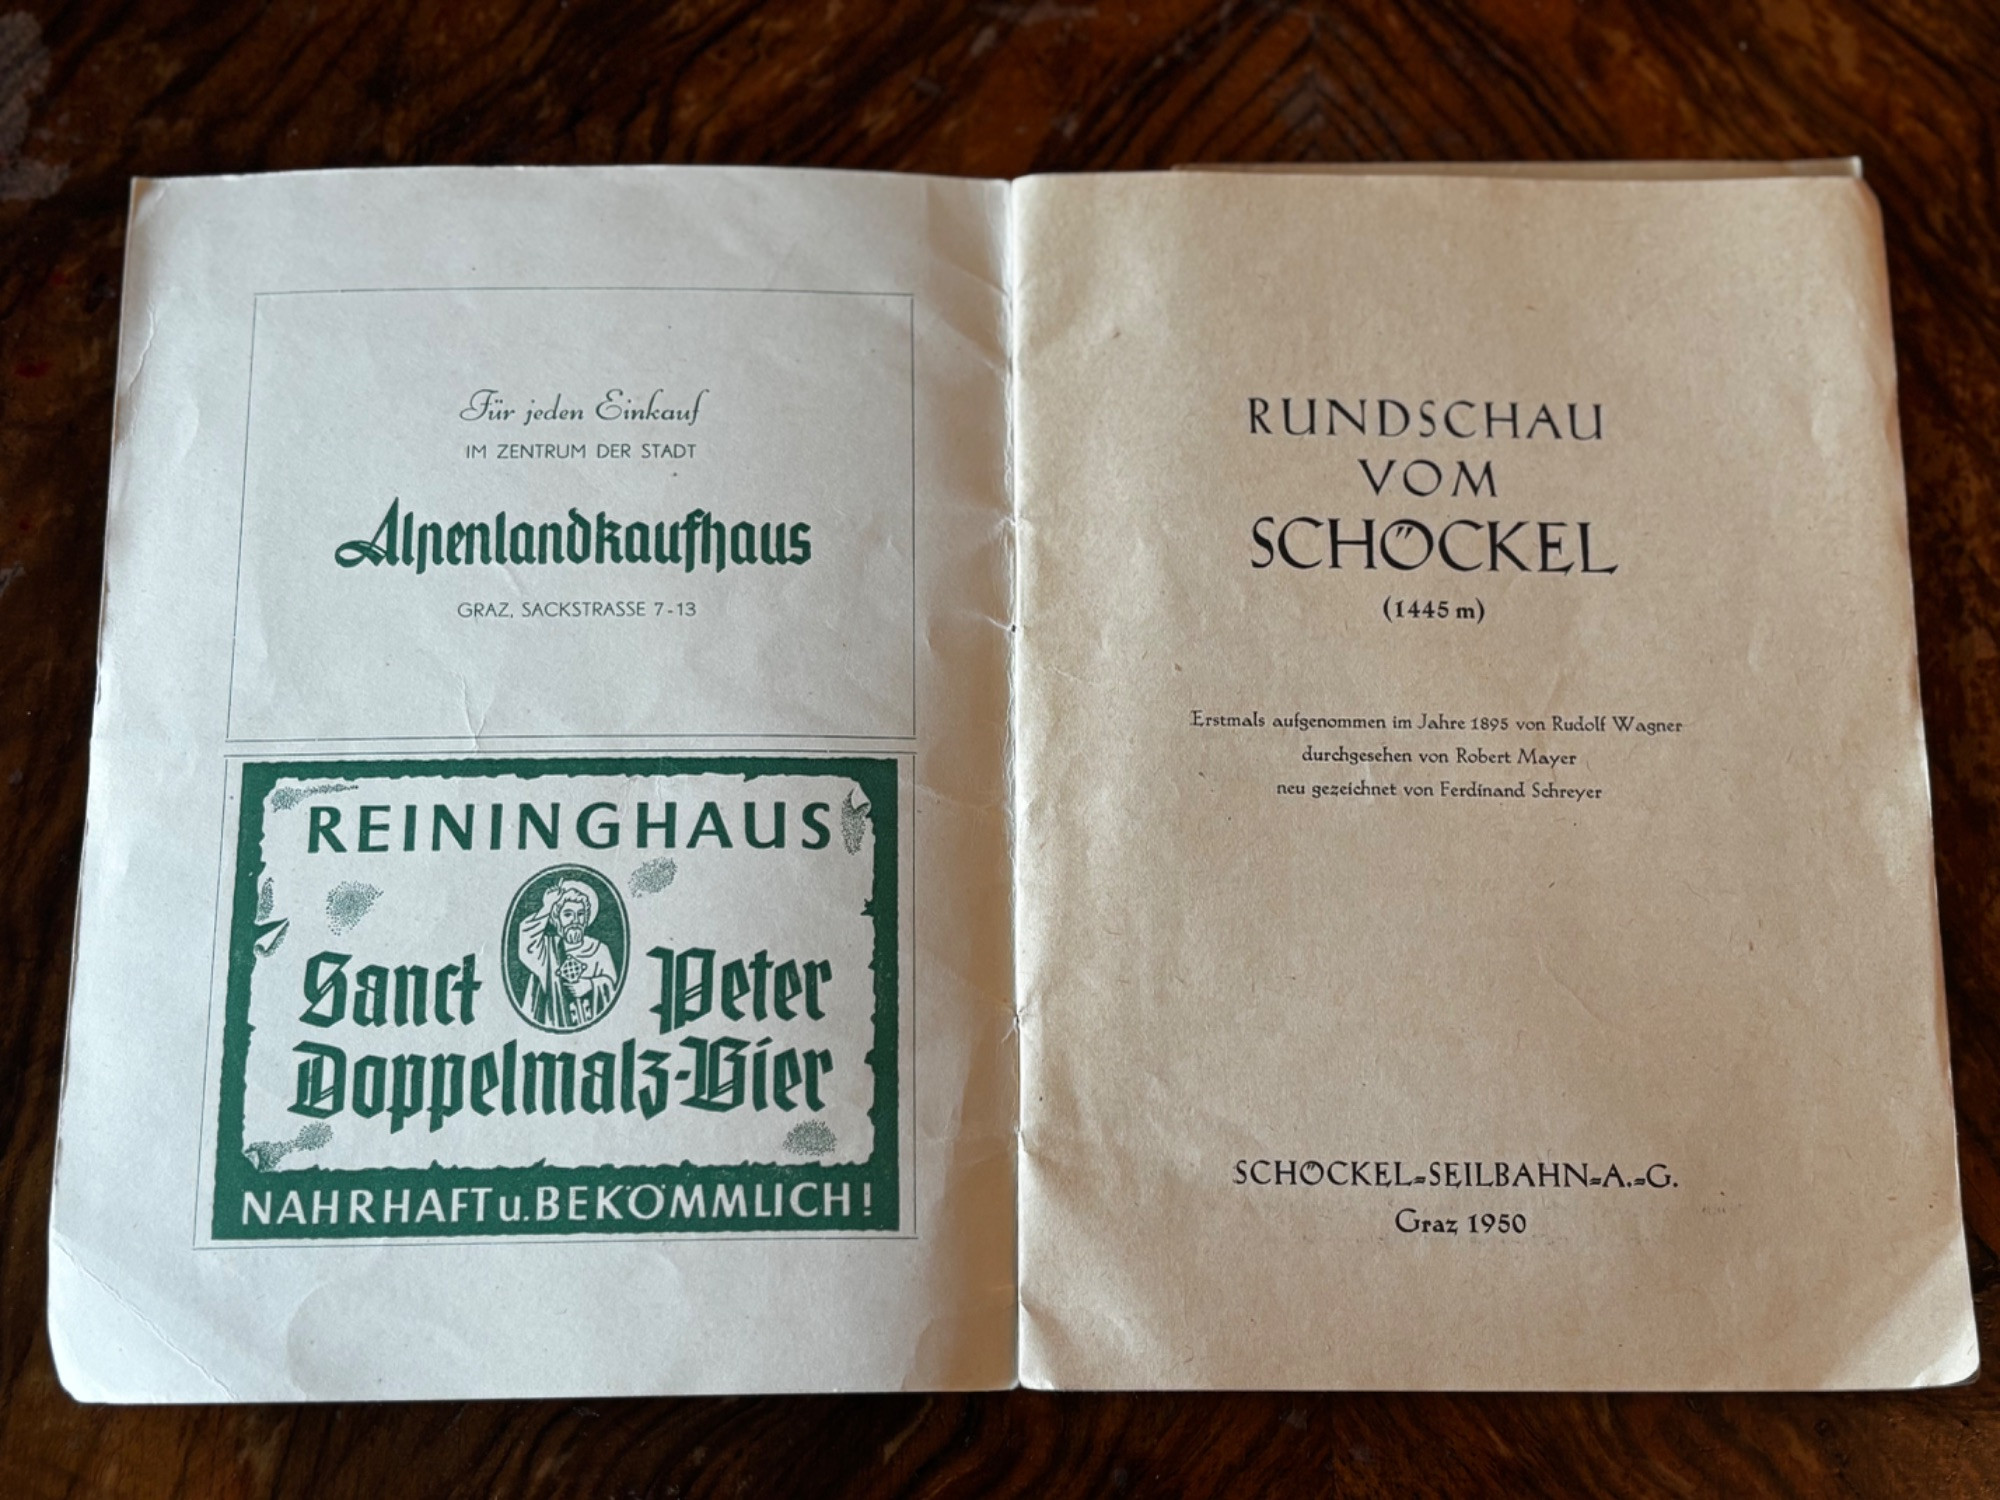 Für jeden Einkauf
IM ZENTRUM DER STADT
Alpenlandkaufhaus
GRAZ, SACKSTRASSE 7-13
REININGHAUS
Sanct Peter
Doppelmalz-Bier
NAHRHAFT u. BEKÖMMLICH!
RUNDSCHAU
VOM
SCHÖCKEL
(1445 m)
Erstmals aufgenommen im Jahre 1895 von Rudolf Wagner
durchgesehen von Robert Mayer
neu gezeichnet von Ferdinand Schreyer
SCHÖCKEL=SEILBAHN=A.=G.
Graz 1950